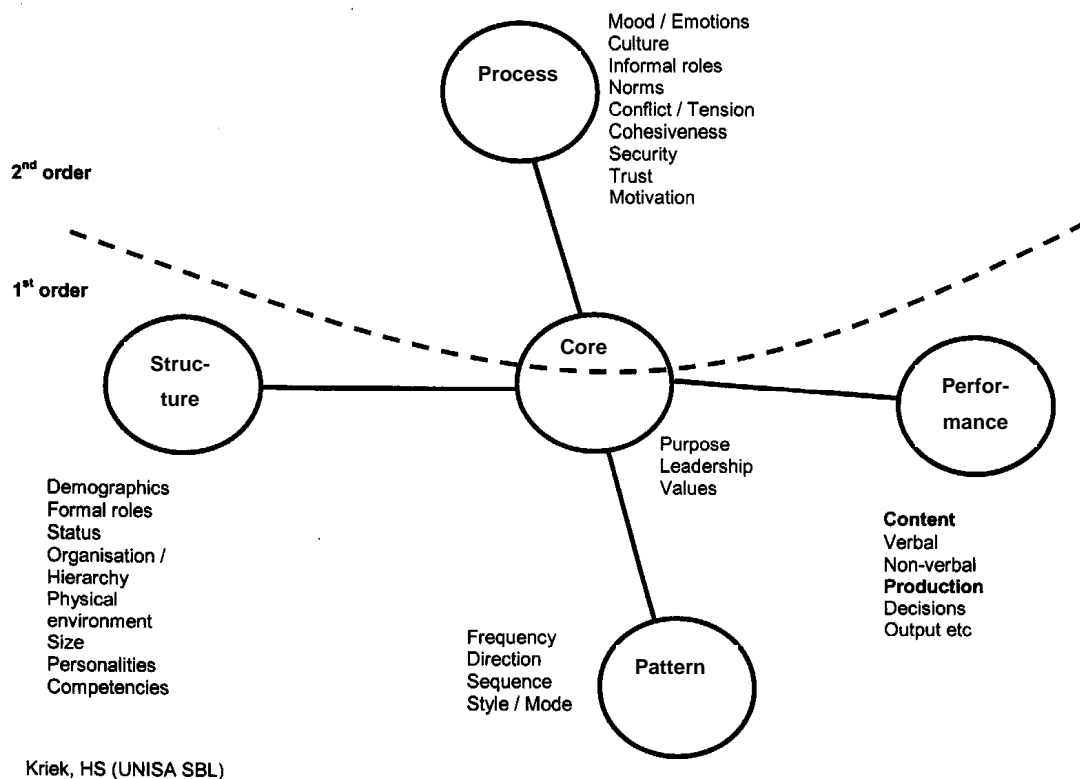 Process
Mood / Emotions
Culture
Informal roles
Norms
Conflict / Tension
Cohesiveness
Security
Trust
Motivation
2nd order
1st order
Struc-
ture
Core
Perfor-
mance
Purpose
Leadership
Values
Demographics
Formal roles
Status
Organisation /
Hierarchy
Physical
environment
Size
Personalities
Competencies
Content
Verbal
Non-verbal
Production
Decisions
Output etc
Frequency
Direction
Sequence
Style / Mode
Pattern
Kriek, HS (UNISA SBL)